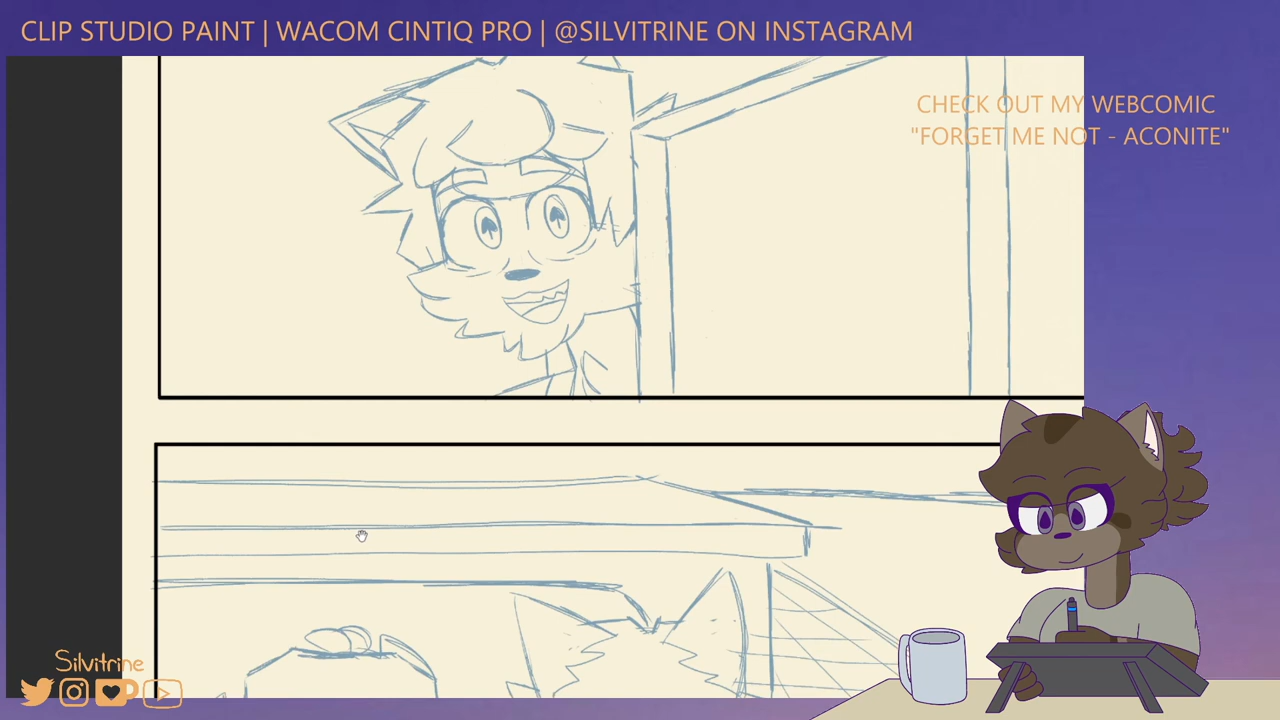 CLIP STUDIO PAINT | WACOM CINTIQ PRO | @SILVITRINE ON INSTAGRAM
CHECK OUT MY WEBCOMIC
"FORGET ME NOT - ACONITE"
Silvitrine